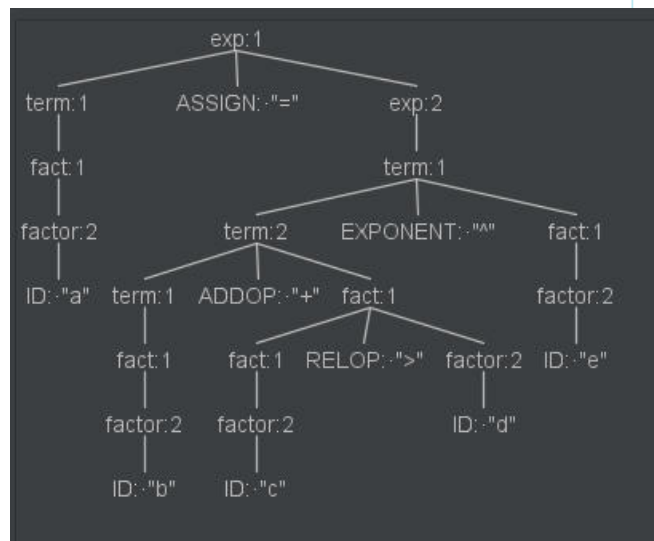 exp:1
term:1 ASSIGN:·"=" exp:2
fact:1 term:1
factor:2 term:2 EXPONENT:·"^" fact:1
ID:·"a" term:1 ADDOP:·"+" fact:1 factor:2
fact:1 fact:1 RELOP:·">" factor:2 ID:·"e"
factor:2 factor:2 ID:·"d"
ID:·"b" ID:·"c"